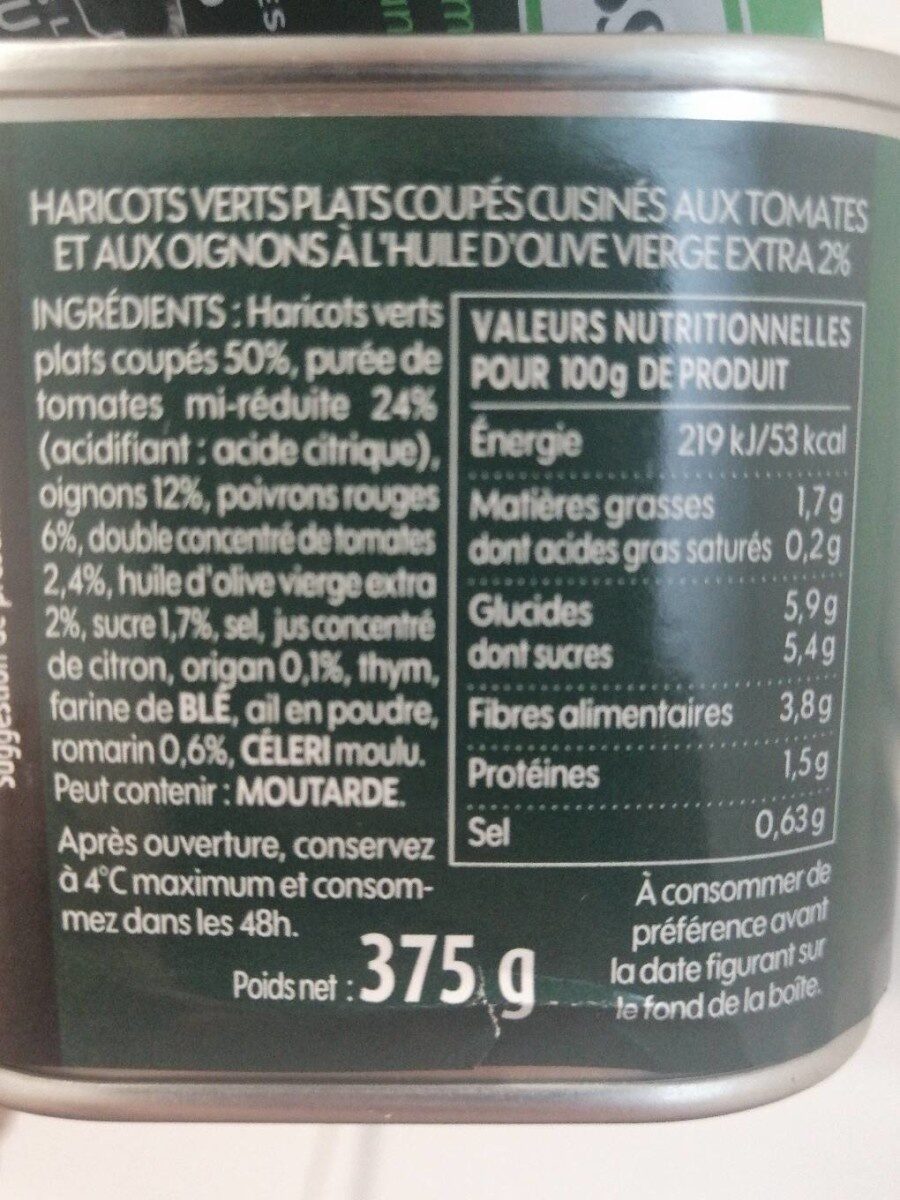 HARICOTS VERTS PLATS COUPÉS CUISINÉS AUX TOMATES
ET AUX OIGNONS À L'HUILE D'OLIVE VIERGE EXTRA 2%
INGRÉDIENTS : Haricots verts
plats coupés 50%, purée de
tomates mi-réduite 24%
(acidifiant : acide citrique),
oignons 12%, poivrons rouges
6%, double concentré de tomates
2,4%, huile d'olive vierge extra
2%, sucre 1,7%, sel, jus concentré
de citron, origan 0,1%, thym,
farine de BLÉ, ail en poudre,
romarin 0,6%, CÉLERI moulu.
Peut contenir : MOUTARDE.
Après ouverture, conservez
à 4°C maximum et consom-
mez dans les 48h.
VALEURS NUTRITIONNELLES
POUR 100g DE PRODUIT
Énergie 219 kJ/53 kcal
Matières grasses 1,7 g
dont acides gras saturés 0,2 g
Glucides 5,9 g
dont sucres 5,4 g
Fibres alimentaires 3,8 g
Protéines 1,5 g
Sel 0,63 g
À consommer de
préférence avant
la date figurant sur
le fond de la boîte.
Poids net : 375 g